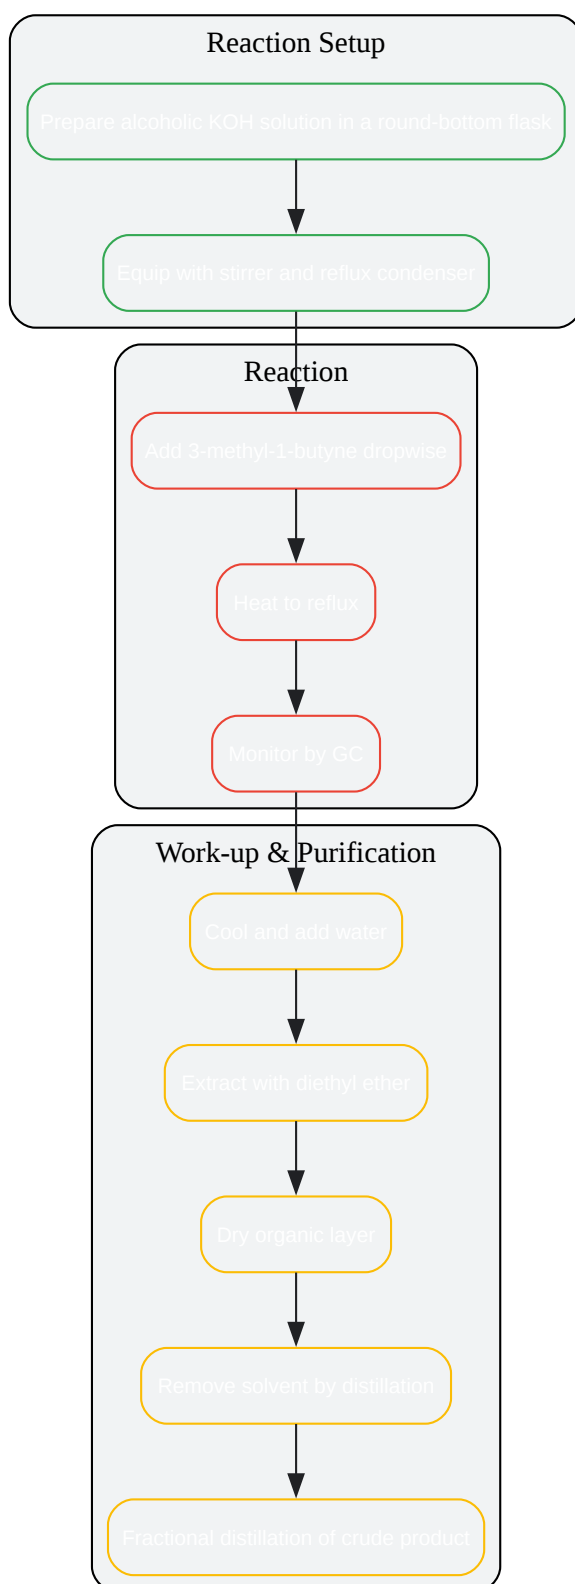 Reaction Setup
Prepare alcoholic KOH solution in a round-bottom flask
Equip with stirrer and reflux condenser
Reaction
Add 3-methyl-1-butyne dropwise
Heat to reflux
Monitor by GC
Work-up & Purification
Cool and add water
Extract with diethyl ether
Dry organic layer
Remove solvent by distillation
Fractional distillation of crude product